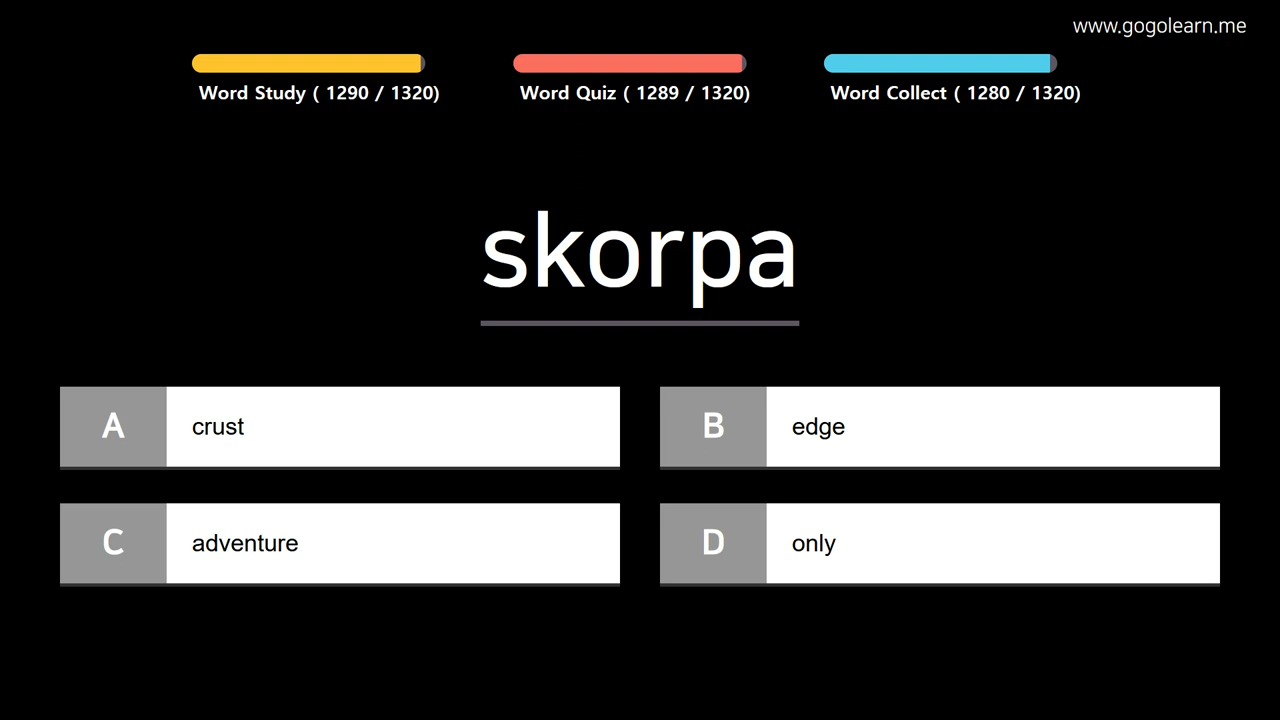 www.gogolearn.me
Word Study ( 1290 / 1320)
Word Quiz ( 1289 / 1320)
Word Collect ( 1280 / 1320)
skorpa
A crust
B edge
C adventure
D only